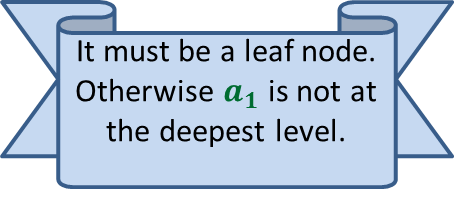 It must be a leaf node.
Otherwise a₁ is not at
the deepest level.